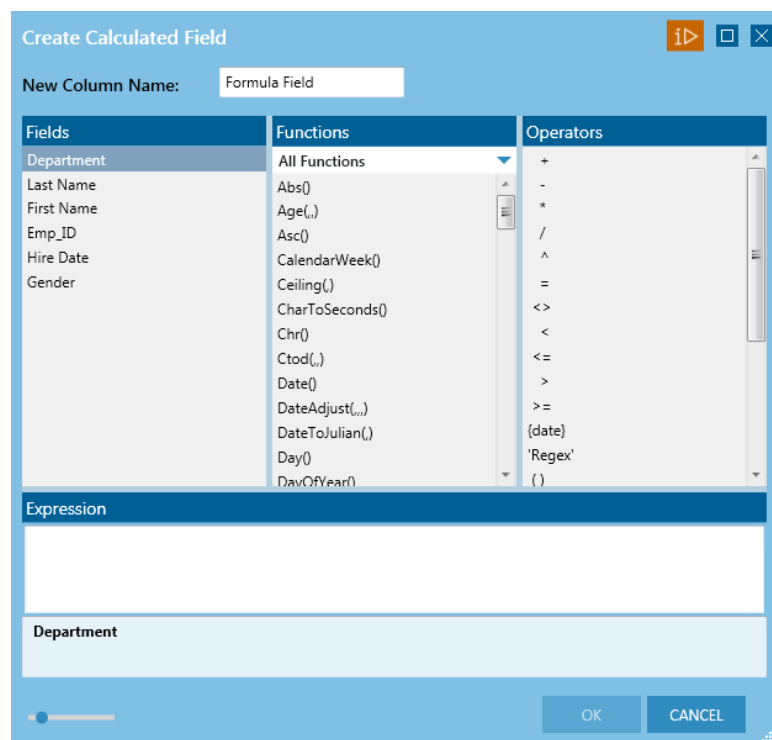 Create Calculated Field
New Column Name: Formula Field
Fields
Department
Last Name
First Name
Emp_ID
Hire Date
Gender
Functions
All Functions
Abs()
Age(,,)
Asc()
CalendarWeek()
Ceiling(,)
CharToSeconds()
Chr()
Ctod(,,)
Date()
DateAdjust(,,,)
DateToJulian(,)
Day()
DayOfYear()
Operators
+
-
*
/
^
=
<>
<
<=
>
>=
{date}
'Regex'
( )
Expression
Department
OK CANCEL